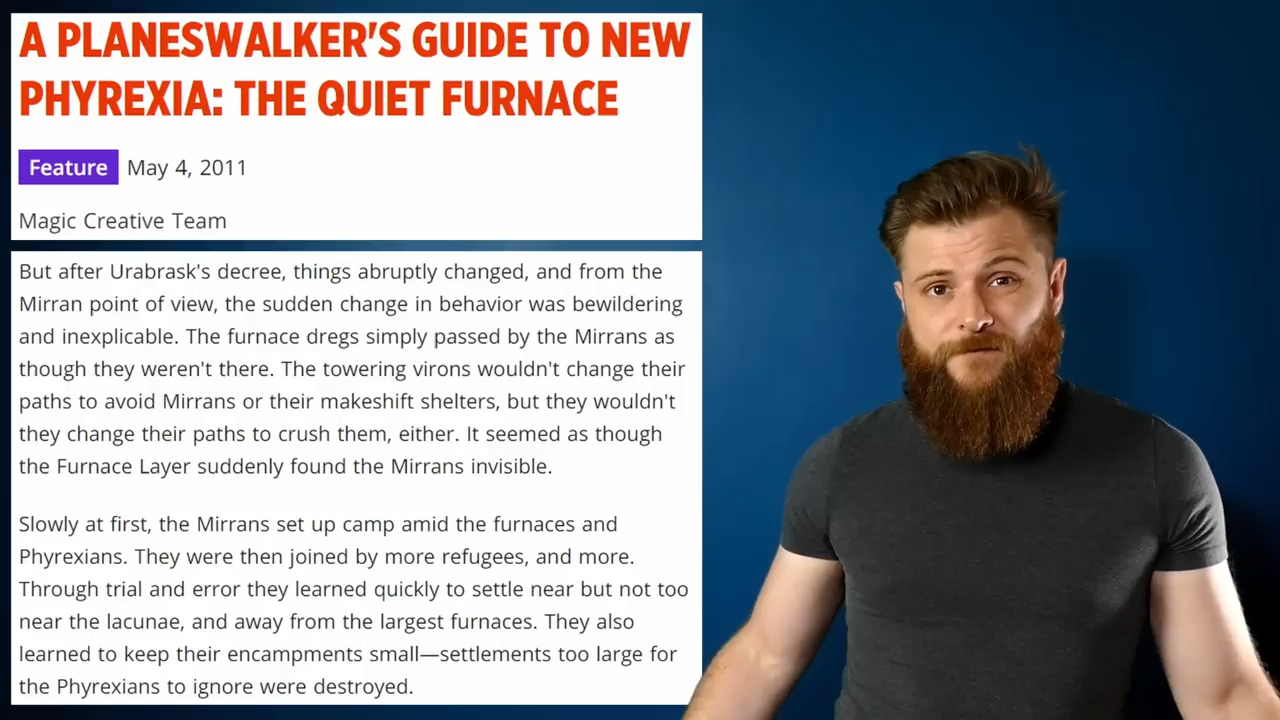 A PLANESWALKER'S GUIDE TO NEW
PHYREXIA: THE QUIET FURNACE
Feature May 4, 2011
Magic Creative Team
But after Urabrask's decree, things abruptly changed, and from the
Mirran point of view, the sudden change in behavior was bewildering
and inexplicable. The furnace dregs simply passed by the Mirrans as
though they weren't there. The towering virons wouldn't change their
paths to avoid Mirrans or their makeshift shelters, but they wouldn't
they change their paths to crush them, either. It seemed as though
the Furnace Layer suddenly found the Mirrans invisible.
Slowly at first, the Mirrans set up camp amid the furnaces and
Phyrexians. They were then joined by more refugees, and more.
Through trial and error they learned quickly to settle near but not too
near the lacunae, and away from the largest furnaces. They also
learned to keep their encampments small—settlements too large for
the Phyrexians to ignore were destroyed.